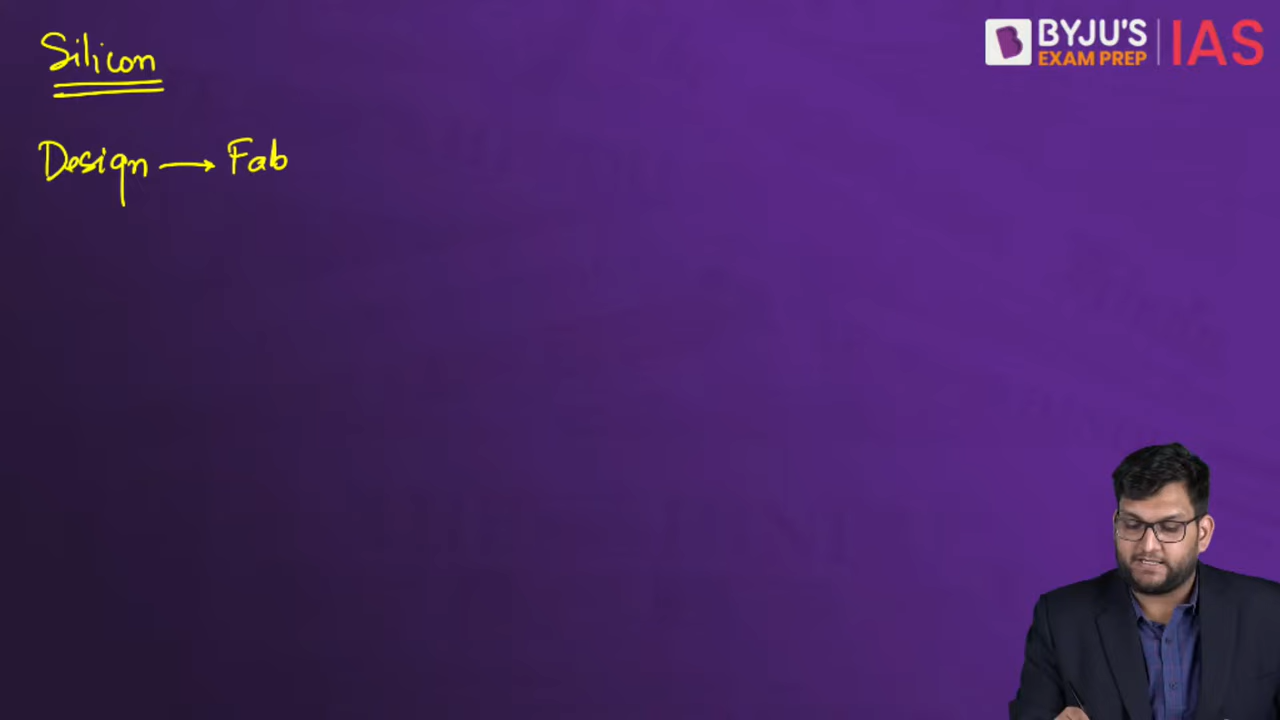 Silicon
Design → Fab
BYJU'S
EXAM PREP
IAS